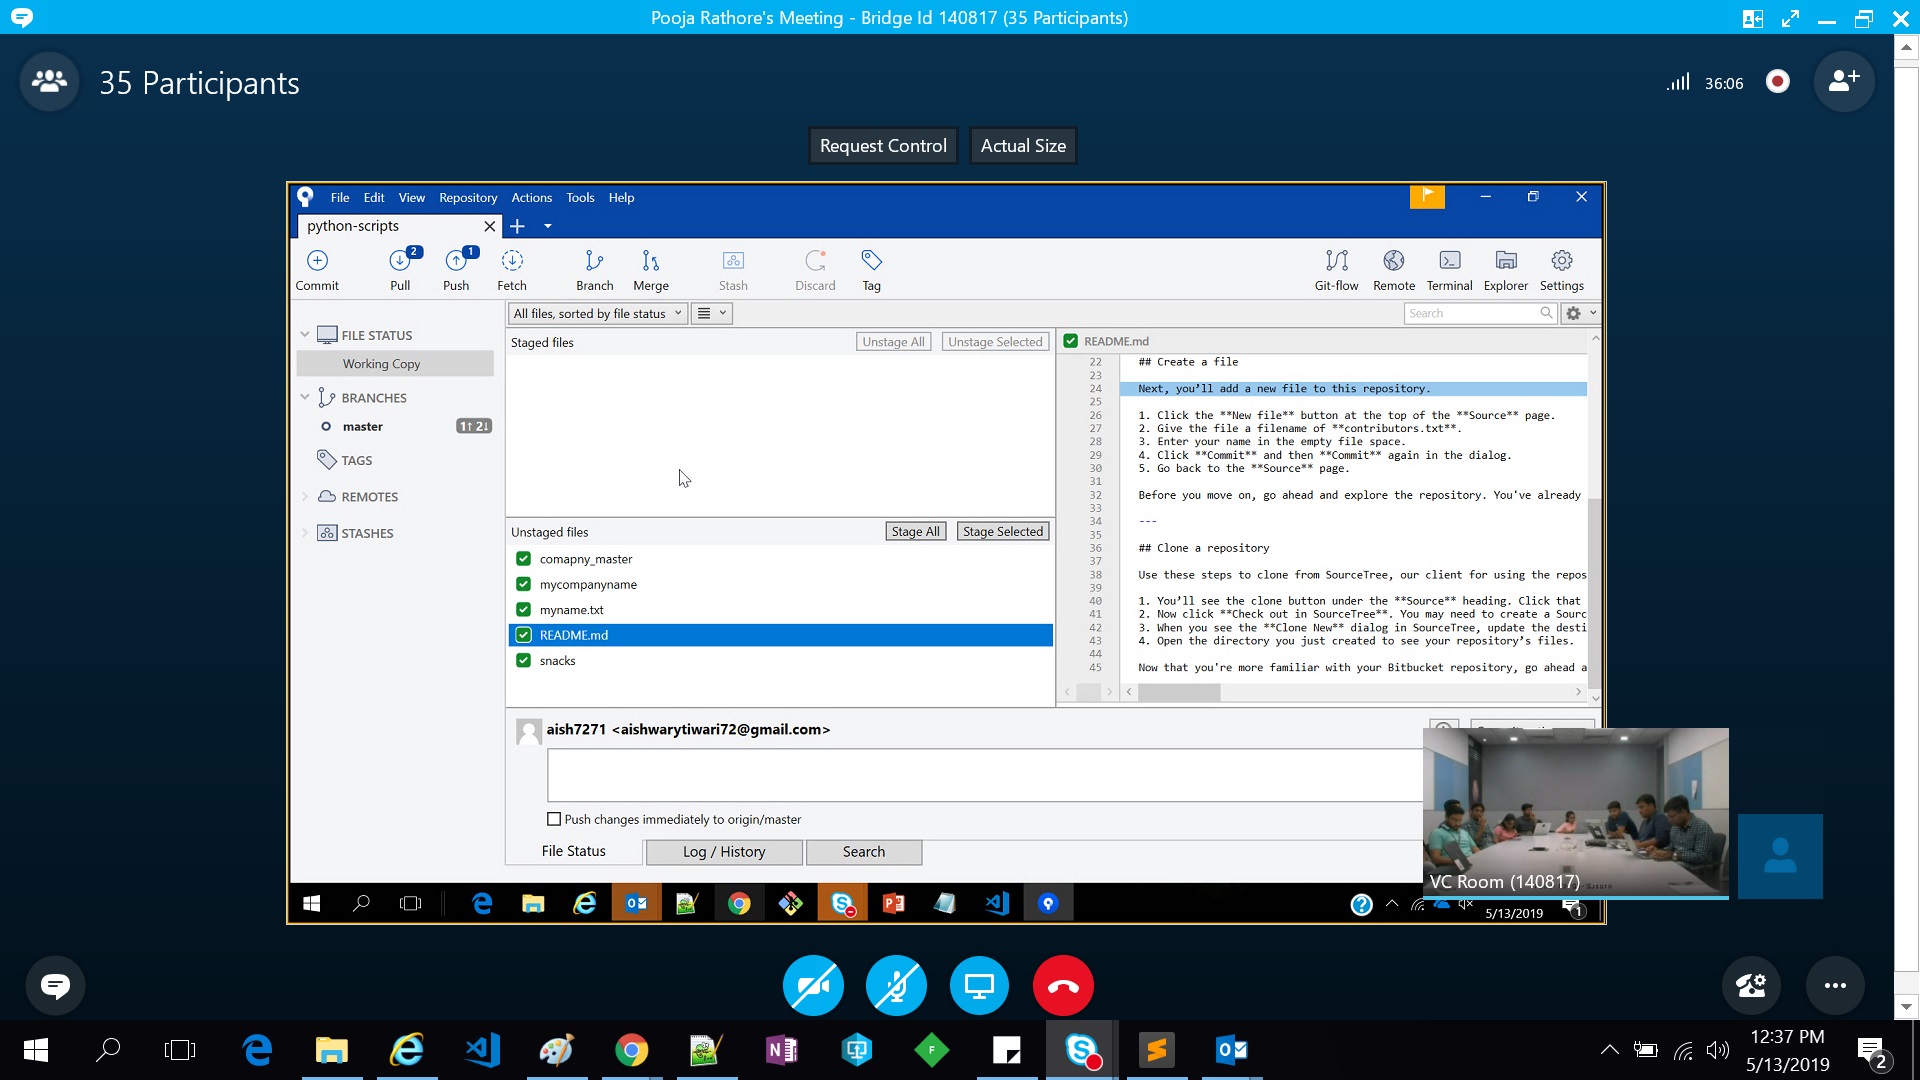 Pooja Rathore's Meeting - Bridge Id 140817 (35 Participants)
35 Participants
36:06
Request Control
Actual Size
File Edit View Repository Actions Tools Help
python-scripts
2
1
Commit Pull Push Fetch Branch Merge Stash Discard Tag Git-flow Remote Terminal Explorer Settings
All files, sorted by file status
Search
FILE STATUS
Working Copy
BRANCHES
master
1↑ 2↓
TAGS
REMOTES
STASHES
Staged files
Unstage All
Unstage Selected
Unstaged files
Stage All
Stage Selected
comapny_master
mycompanyname
myname.txt
README.md
snacks
README.md
22 ## Create a file
23
24 Next, you’ll add a new file to this repository.
25
26 1. Click the **New file** button at the top of the **Source** page.
27 2. Give the file a filename of **contributors.txt**.
28 3. Enter your name in the empty file space.
29 4. Click **Commit** and then **Commit** again in the dialog.
30 5. Go back to the **Source** page.
31
32 Before you move on, go ahead and explore the repository. You've already
33
34 ---
35
36 ## Clone a repository
37
38 Use these steps to clone from SourceTree, our client for using the repos
39
40 1. You’ll see the clone button under the **Source** heading. Click that
41 2. Now click **Check out in SourceTree**. You may need to create a Sourc
42 3. When you see the **Clone New** dialog in SourceTree, update the desti
43 4. Open the directory you just created to see your repository’s files.
44
45 Now that you're more familiar with your Bitbucket repository, go ahead a
aish7271 <aishwarytiwari72@gmail.com>
Push changes immediately to origin/master
File Status
Log / History
Search
VC Room (140817)
5/13/2019
1
12:37 PM
5/13/2019
2